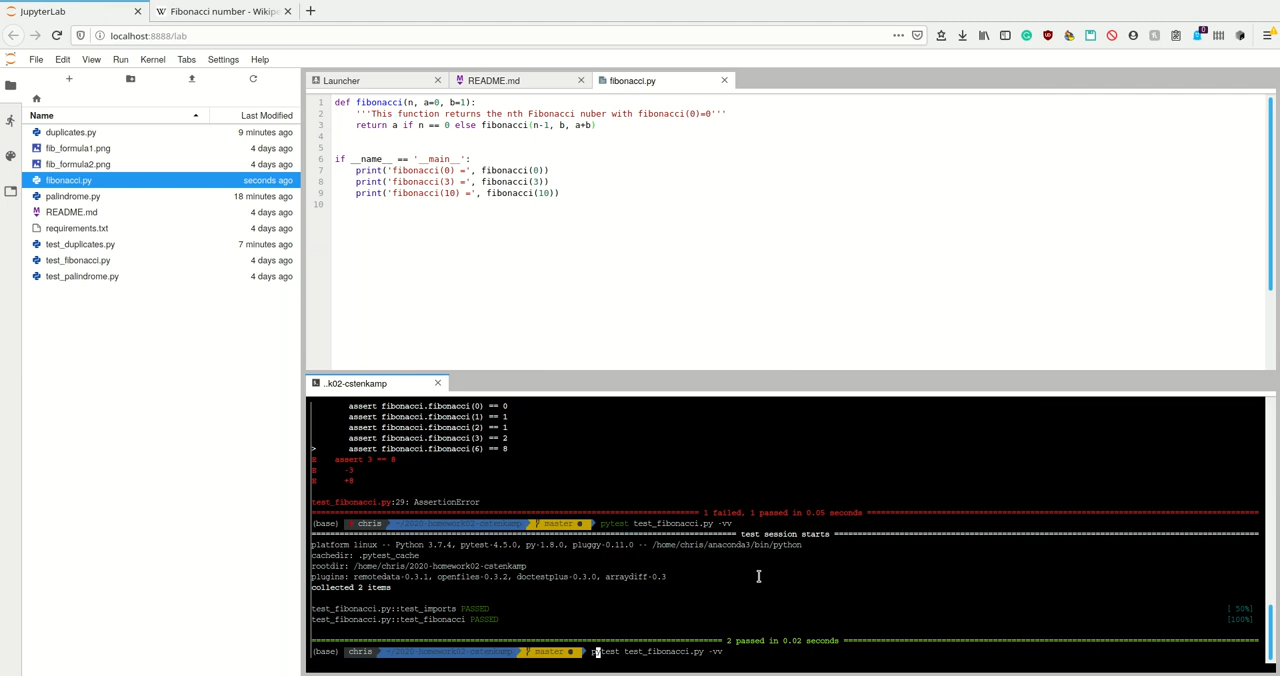 JupyterLab
Fibonacci number - Wikipe
localhost:8888/lab
File Edit View Run Kernel Tabs Settings Help
Launcher
README.md
fibonacci.py
Name Last Modified
duplicates.py 9 minutes ago
fib_formula1.png 4 days ago
fib_formula2.png 4 days ago
fibonacci.py seconds ago
palindrome.py 18 minutes ago
README.md 4 days ago
requirements.txt 4 days ago
test_duplicates.py 7 minutes ago
test_fibonacci.py 4 days ago
test_palindrome.py 4 days ago
1 def fibonacci(n, a=0, b=1):
2 '''This function returns the nth Fibonacci nuber with fibonacci(0)=0'''
3 return a if n == 0 else fibonacci(n-1, b, a+b)
4
5
6 if __name__ == '__main__':
7 print('fibonacci(0) =', fibonacci(0))
8 print('fibonacci(3) =', fibonacci(3))
9 print('fibonacci(10) =', fibonacci(10))
10
..k02-cstenkamp
assert fibonacci.fibonacci(0) == 0
assert fibonacci.fibonacci(1) == 1
assert fibonacci.fibonacci(2) == 1
assert fibonacci.fibonacci(3) == 2
> assert fibonacci.fibonacci(6) == 8
E assert 3 == 8
E -3
E +8
test_fibonacci.py:29: AssertionError
1 failed, 1 passed in 0.05 seconds
(base) chris ~/2020-homework02-cstenkamp master pytest test_fibonacci.py -vv
test session starts
platform linux -- Python 3.7.4, pytest-4.5.0, py-1.8.0, pluggy-0.11.0 -- /home/chris/anaconda3/bin/python
cachedir: .pytest_cache
rootdir: /home/chris/2020-homework02-cstenkamp
plugins: remotedata-0.3.1, openfiles-0.3.2, doctestplus-0.3.0, arraydiff-0.3
collected 2 items
test_fibonacci.py::test_imports PASSED [ 50%]
test_fibonacci.py::test_fibonacci PASSED [100%]
2 passed in 0.02 seconds
(base) chris ~/2020-homework02-cstenkamp master pytest test_fibonacci.py -vv